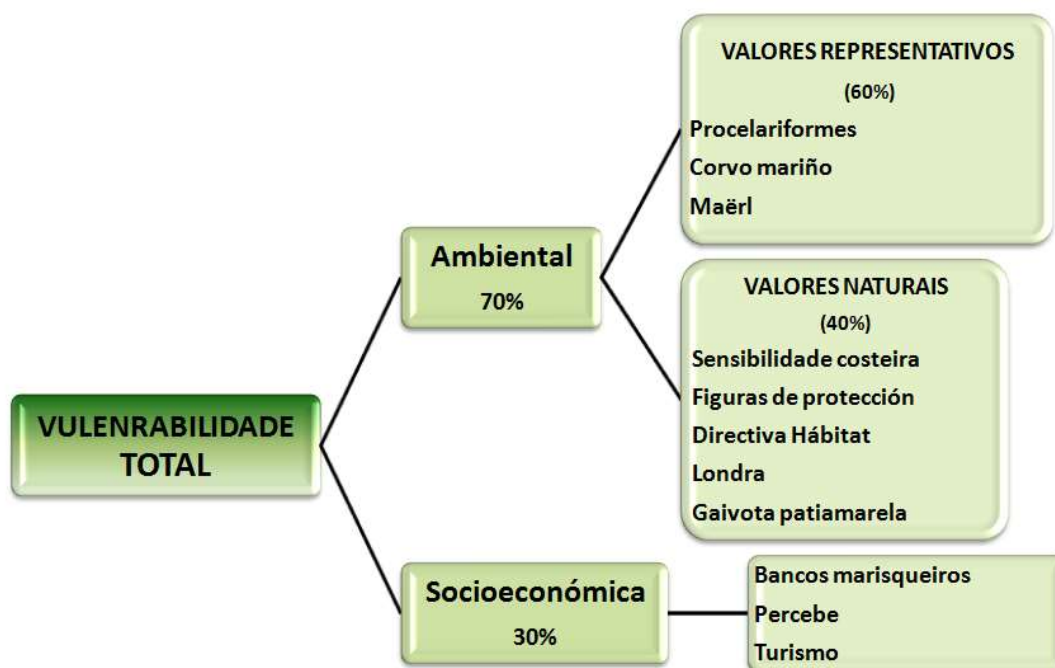 VULENRABILIDADE
TOTAL
Ambiental
70%
VALORES REPRESENTATIVOS
(60%)
Procelariformes
Corvo mariño
Maërl
VALORES NATURAIS
(40%)
Sensibilidade costeira
Figuras de protección
Directiva Hábitat
Londra
Gaivota patiamarela
Socioeconómica
30%
Bancos marisqueiros
Percebe
Turismo